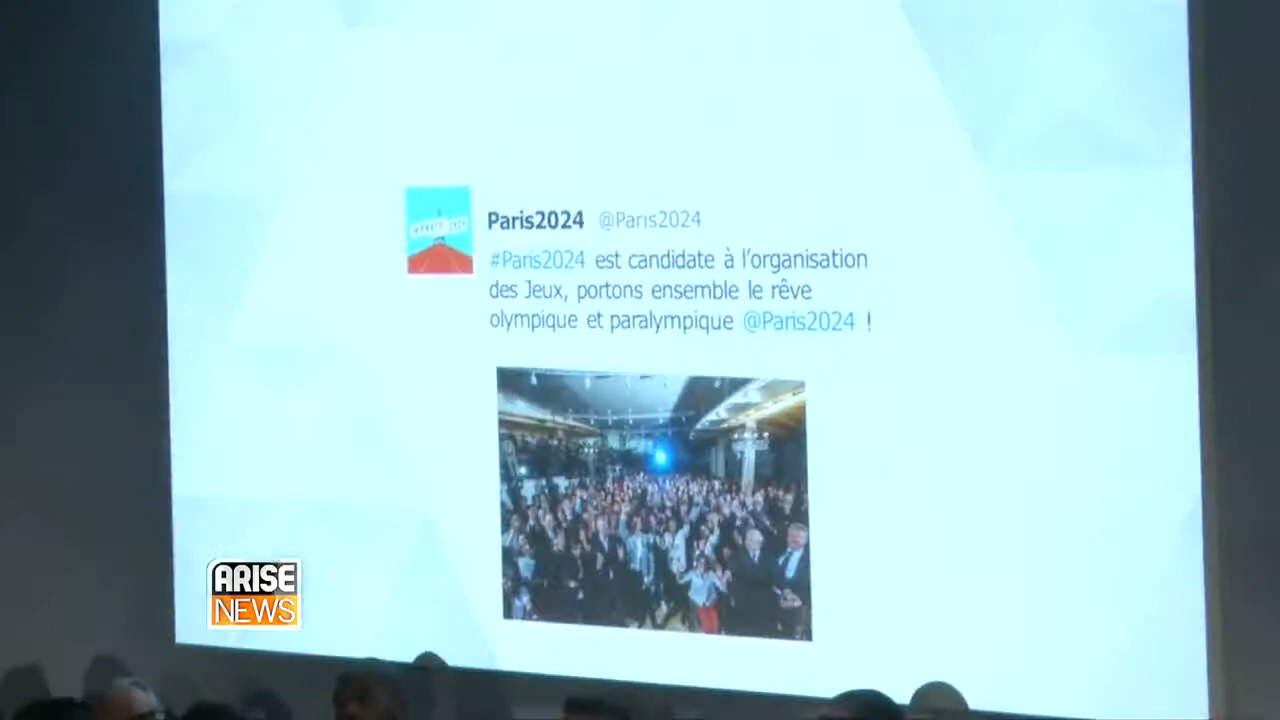 Paris2024 @Paris2024
#Paris2024 est candidate à l'organisation
des Jeux, portons ensemble le rêve
olympique et paralympique @Paris2024 !
ARISE
NEWS